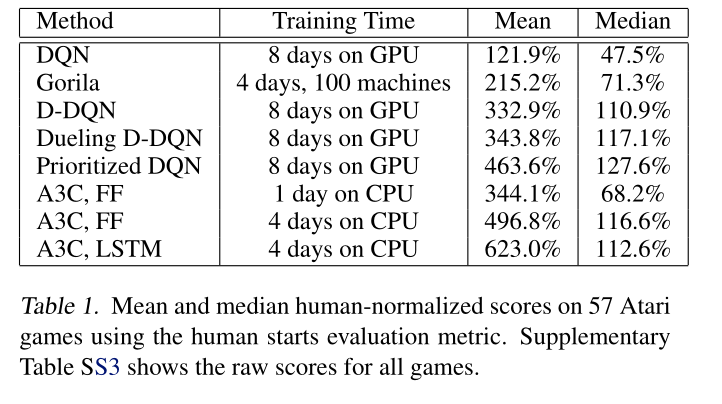 Method Training Time Mean Median
DQN 8 days on GPU 121.9% 47.5%
Gorila 4 days, 100 machines 215.2% 71.3%
D-DQN 8 days on GPU 332.9% 110.9%
Dueling D-DQN 8 days on GPU 343.8% 117.1%
Prioritized DQN 8 days on GPU 463.6% 127.6%
A3C, FF 1 day on CPU 344.1% 68.2%
A3C, FF 4 days on CPU 496.8% 116.6%
A3C, LSTM 4 days on CPU 623.0% 112.6%
Table 1. Mean and median human-normalized scores on 57 Atari
games using the human starts evaluation metric. Supplementary
Table SS3 shows the raw scores for all games.